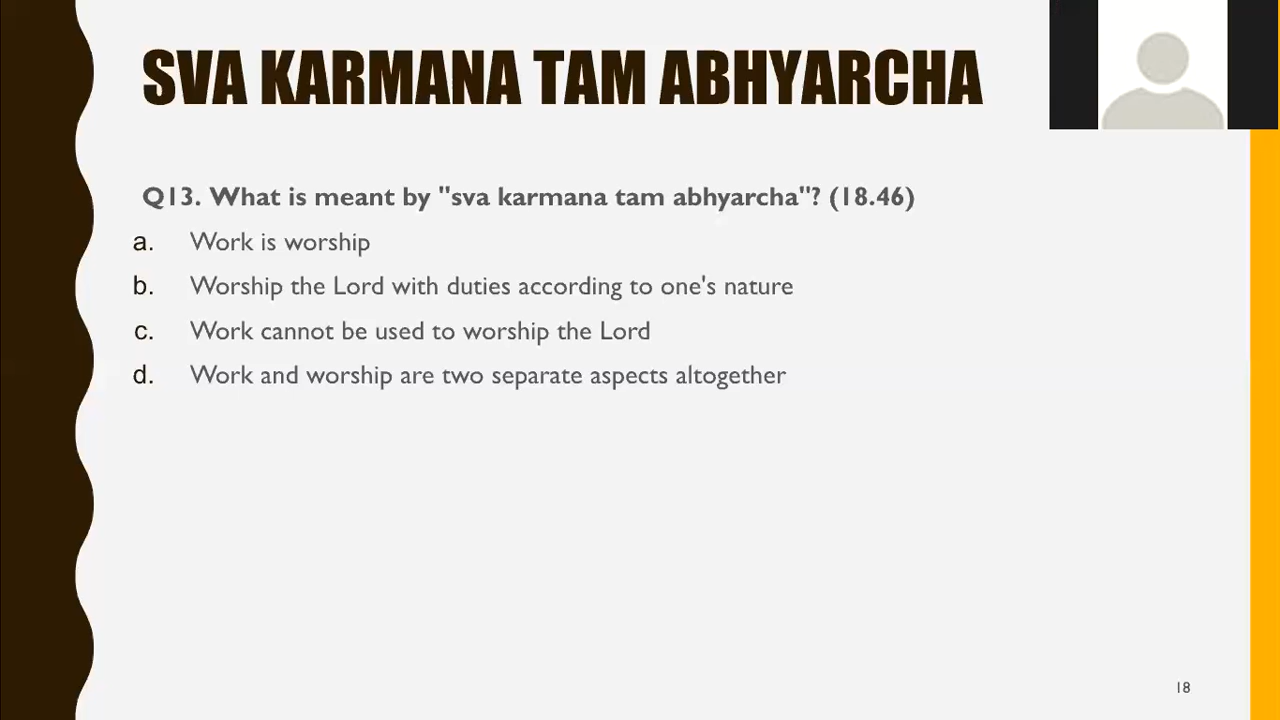 SVA KARMANA TAM ABHYARCHA
Q13. What is meant by "sva karmana tam abhyarcha"? (18.46)
a. Work is worship
b. Worship the Lord with duties according to one's nature
c. Work cannot be used to worship the Lord
d. Work and worship are two separate aspects altogether
18